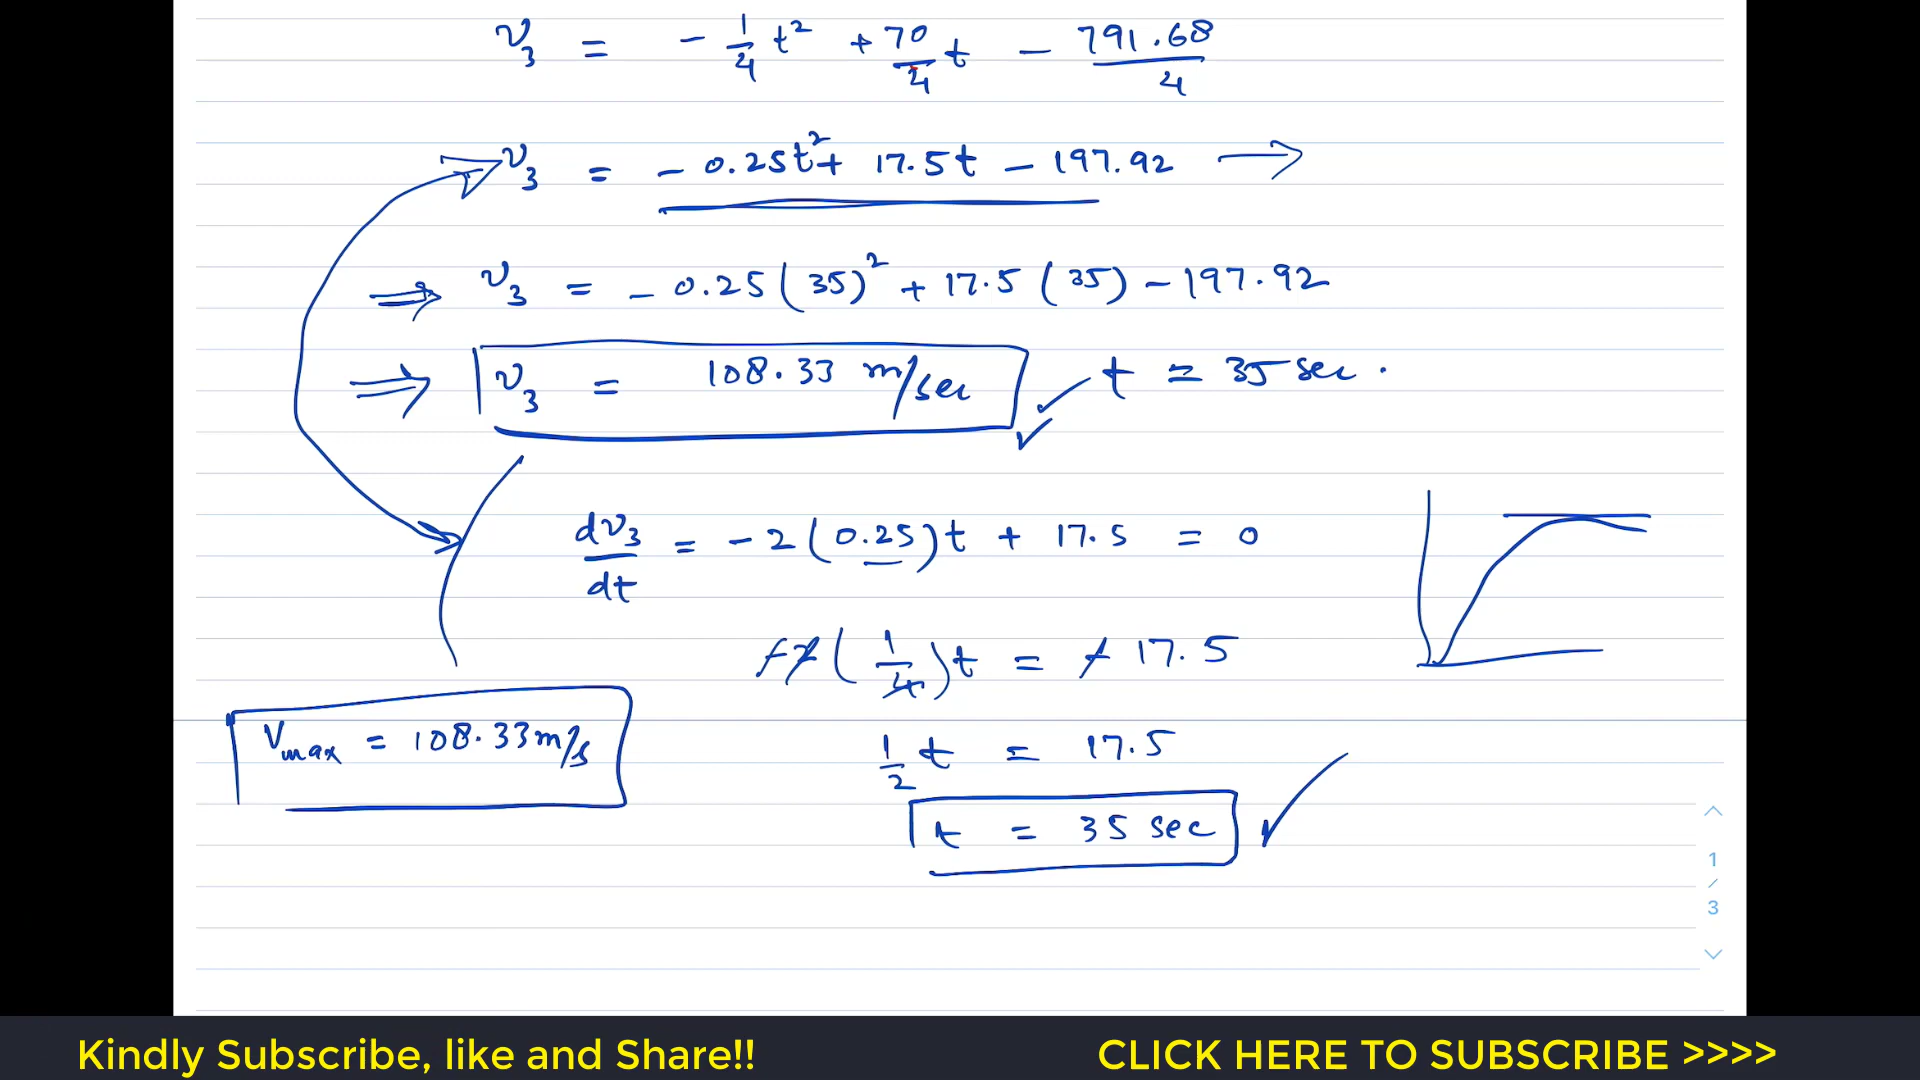 v₃ = - 1/4 t² + 70/4 t - 791.68/4
v₃ = - 0.25t² + 17.5t - 197.92 →
⇒ v₃ = - 0.25 (35)² + 17.5 (35) - 197.92
⇒ v₃ = 108.33 m/sec ✓ t = 35 sec.
dv₃/dt = - 2 (0.25) t + 17.5 = 0
-2 (1/4) t = - 17.5
Vmax = 108.33 m/s
1/2 t = 17.5
t = 35 sec ✓
1
/
3
Kindly Subscribe, like and Share!!
CLICK HERE TO SUBSCRIBE >>>>